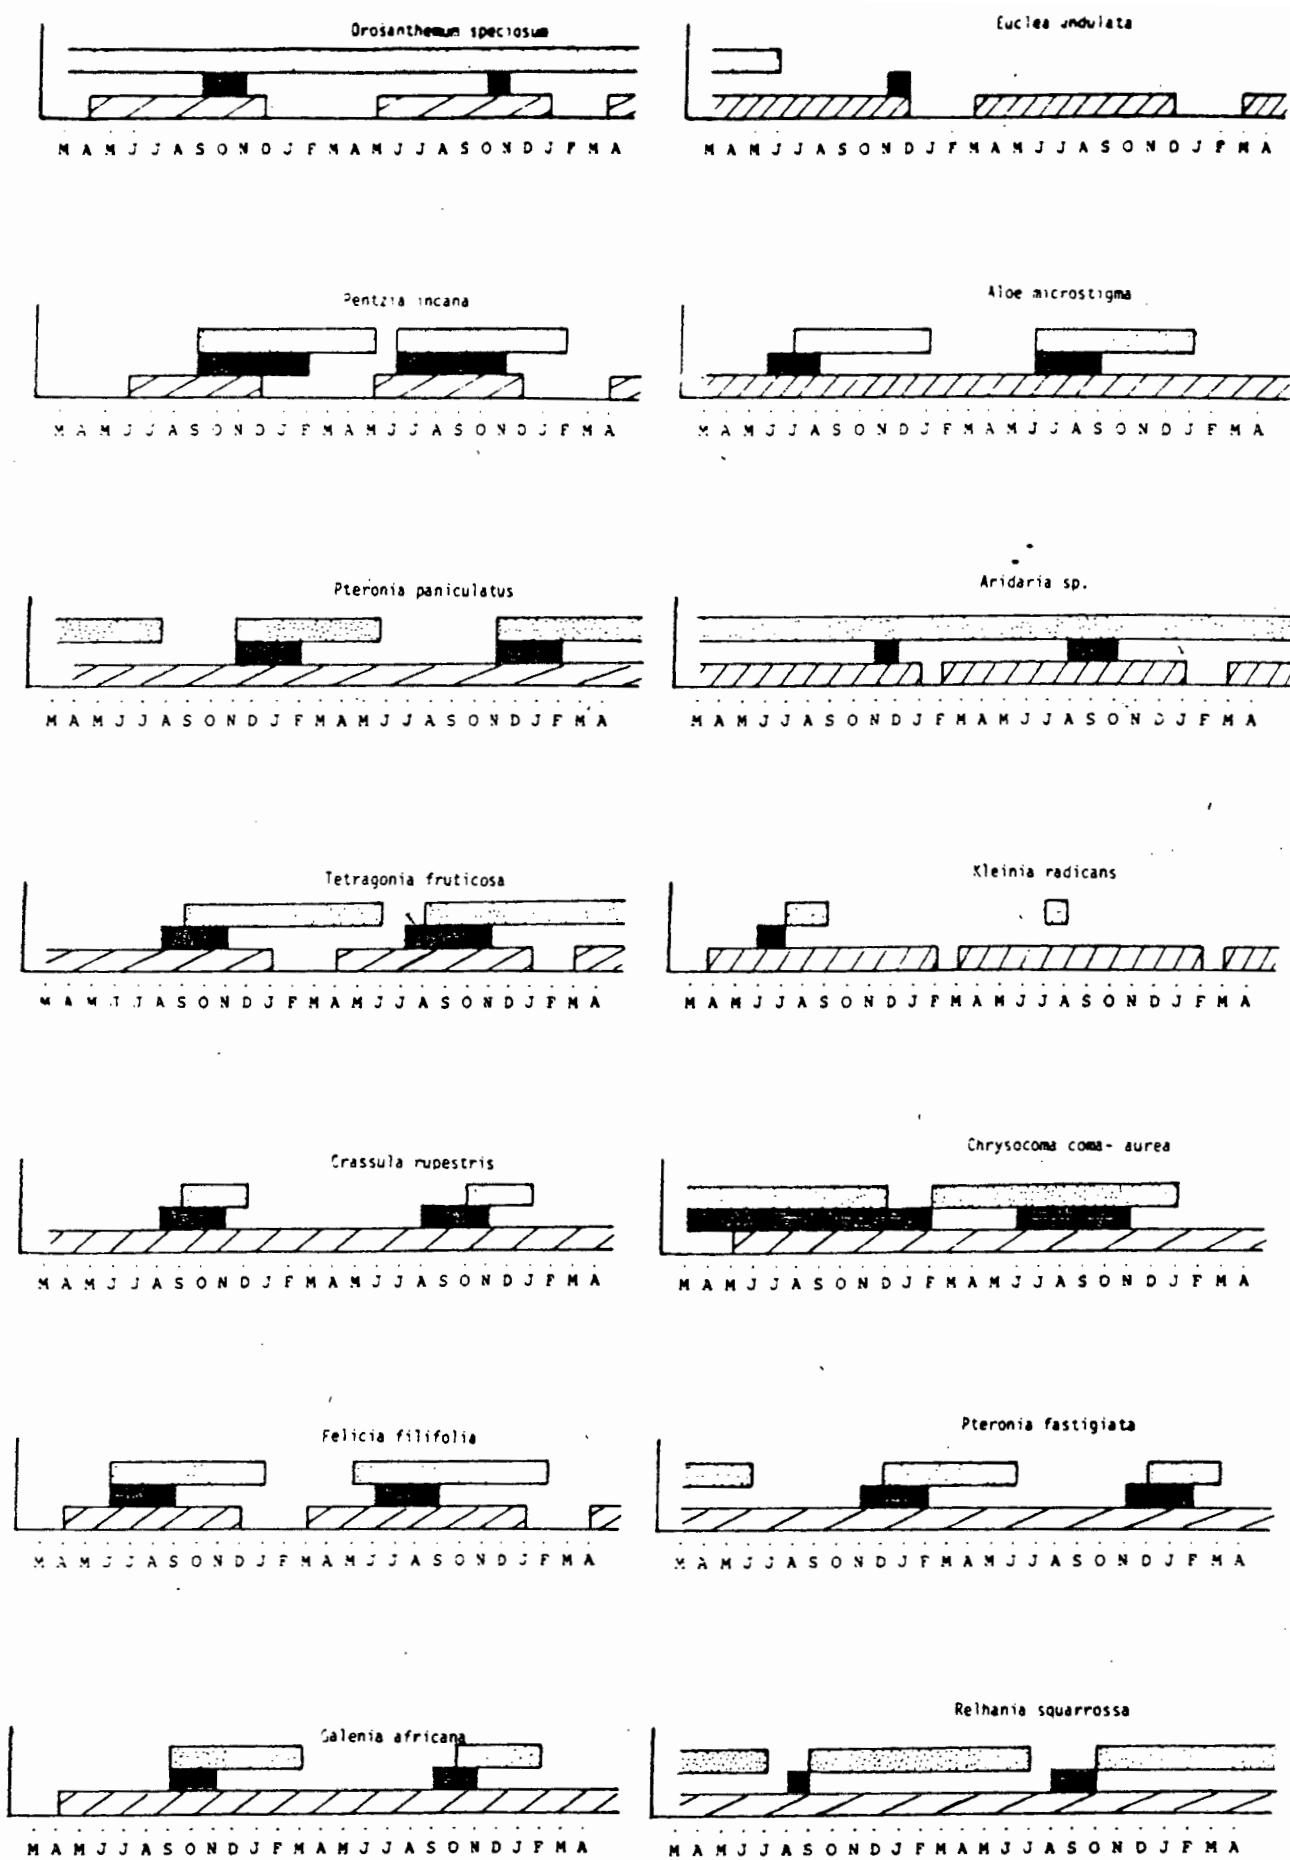 Drosanthemum speciosum
M A M J J A S O N D J F M A M J J A S O N D J F M A
Euclea undulata
M A M J J A S O N D J F M A M J J A S O N D J F M A
Pentzia incana
M A M J J A S O N D J F M A M J J A S O N D J F M A
Aloe microstigma
M A M J J A S O N D J F M A M J J A S O N D J F M A
Pteronia paniculatus
M A M J J A S O N D J F M A M J J A S O N D J F M A
Aridaria sp.
M A M J J A S O N D J F M A M J J A S O N D J F M A
Tetragonia fruticosa
M A M J J A S O N D J F M A M J J A S O N D J F M A
Kleinia radicans
M A M J J A S O N D J F M A M J J A S O N D J F M A
Crassula rupestris
M A M J J A S O N D J F M A M J J A S O N D J F M A
Chrysocoma coma- aurea
M A M J J A S O N D J F M A M J J A S O N D J F M A
Felicia filifolia
M A M J J A S O N D J F M A M J J A S O N D J F M A
Pteronia fastigiata
M A M J J A S O N D J F M A M J J A S O N D J F M A
Galenia africana
M A M J J A S O N D J F M A M J J A S O N D J F M A
Relhania squarrossa
M A M J J A S O N D J F M A M J J A S O N D J F M A